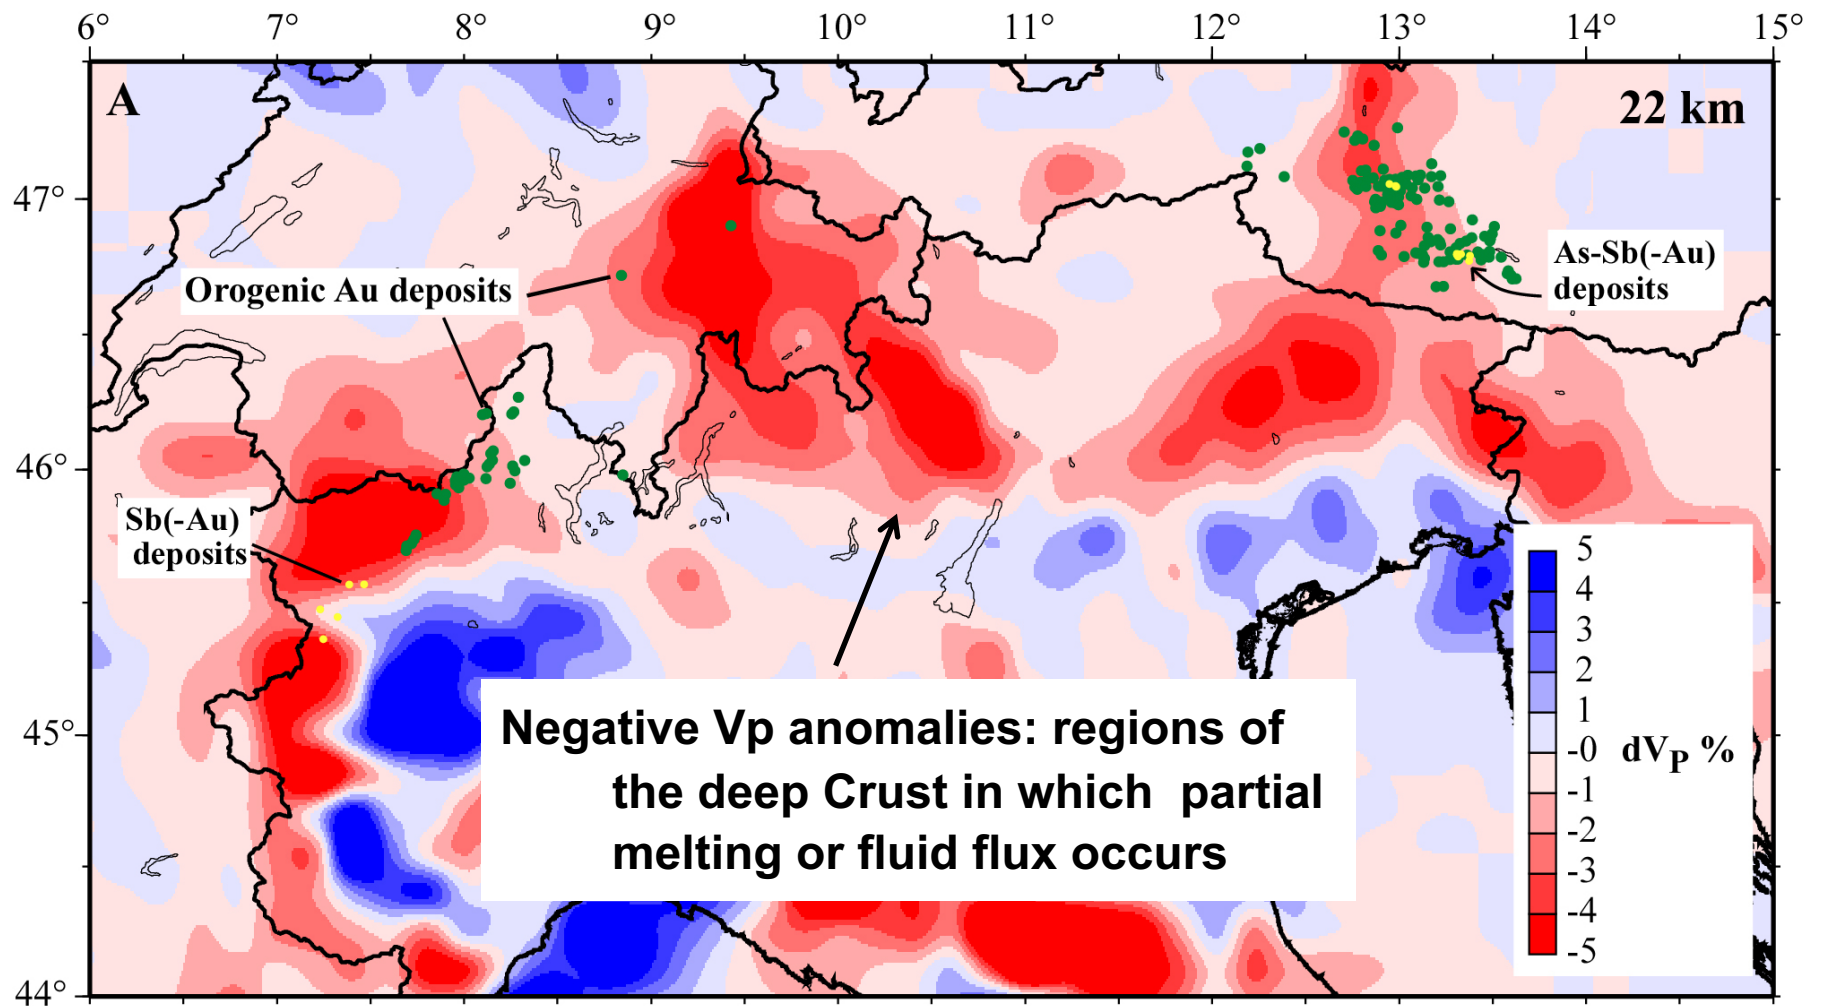 6° 7° 8° 9° 10° 11° 12° 13° 14° 15°
A
22 km
47°
Orogenic Au deposits
As-Sb(-Au)
deposits
46°
Sb(-Au)
deposits
45°
44°
Negative Vp anomalies: regions of
the deep Crust in which partial
melting or fluid flux occurs
5
4
3
2
1
-0
-1
-2
-3
-4
-5
dVP %